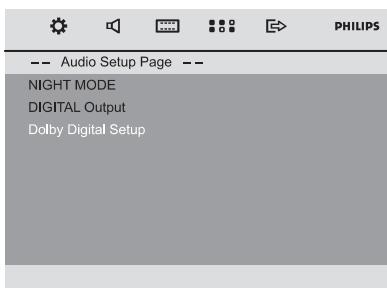 PHILIPS
-- Audio Setup Page --
NIGHT MODE
DIGITAL Output
Dolby Digital Setup